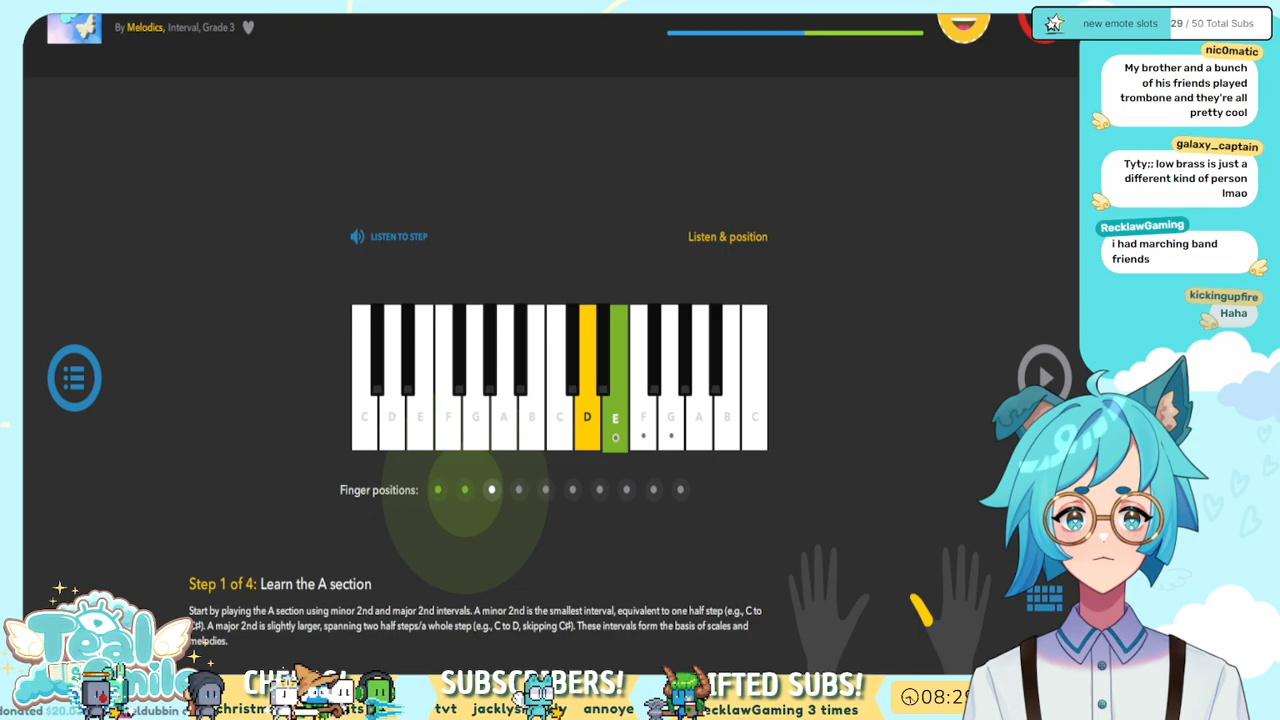 By Melodics, Interval, Grade 3
new emote slots
29 / 50 Total Subs
nic0matic
My brother and a bunch
of his friends played
trombone and they're all
pretty cool
galaxy_captain
Tyty;; low brass is just a
different kind of person
lmao
RecklawGaming
i had marching band
friends
kickingupfire
Haha
LISTEN TO STEP
Listen & position
C D E F G A B C D E F G A B C
Finger positions:
Step 1 of 4: Learn the A section
Start by playing the A section using minor 2nd and major 2nd intervals. A minor 2nd is the smallest interval, equivalent to one half step (e.g., C to
C♯). A major 2nd is slightly larger, spanning two half steps/a whole step (e.g., C to D, skipping C♯). These intervals form the basis of scales and
melodies.
Teal
SUBSCRIBERS!
GIFTED SUBS!
tvt
annoye
RecklawGaming 3 times